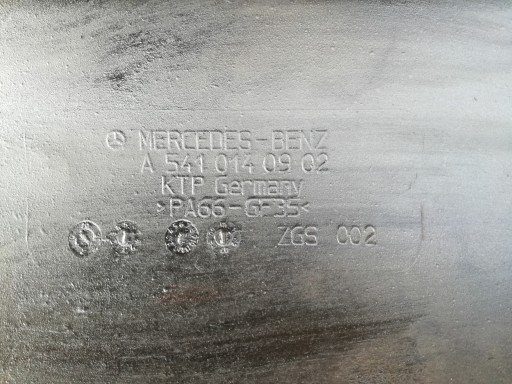 MERCEDES-BENZ
A 541 014 09 02
KTP Germany
>PA66-GF35<
ZGS 002